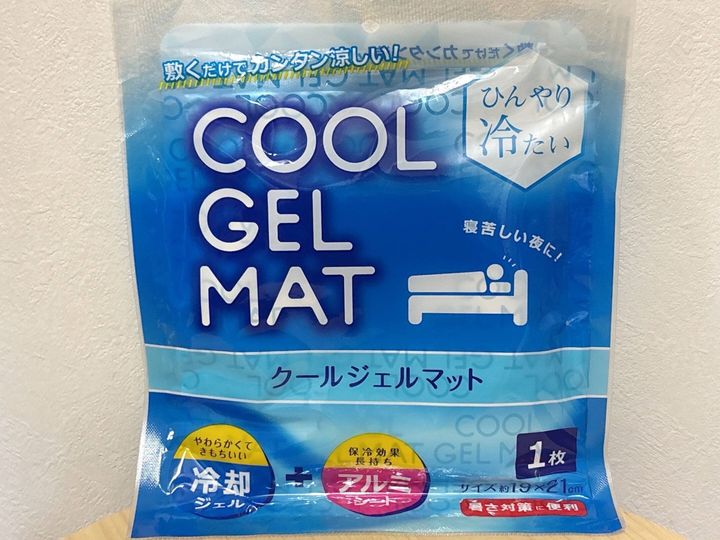 敷くだけでカンタン涼しい!
COOL
GEL
MAT
ひんやり
冷たい
寝苦しい夜に!
クールジェルマット
やわらかくて
きもちいい
冷却
ジェル
+
保冷効果
長持ち
アルミ
シート
COOL
MAT GEL M
1枚
サイズ約19×21cm
暑さ対策に便利